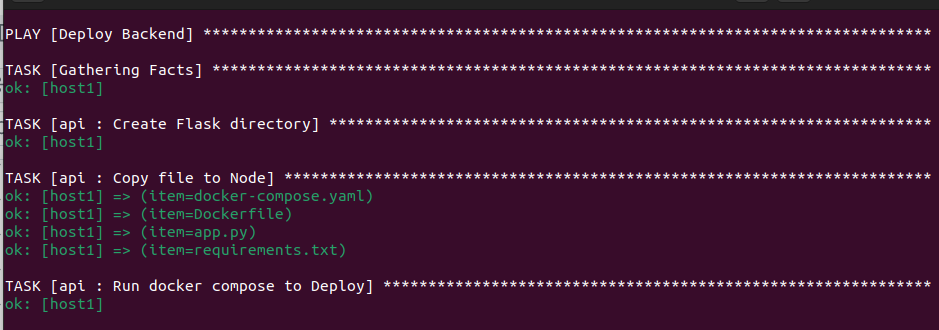 PLAY [Deploy Backend] *********************************************************************************
TASK [Gathering Facts] ********************************************************************************
ok: [host1]
TASK [api : Create Flask directory] *******************************************************************
ok: [host1]
TASK [api : Copy file to Node] ************************************************************************
ok: [host1] => (item=docker-compose.yaml)
ok: [host1] => (item=Dockerfile)
ok: [host1] => (item=app.py)
ok: [host1] => (item=requirements.txt)
TASK [api : Run docker compose to Deploy] *************************************************************
ok: [host1]